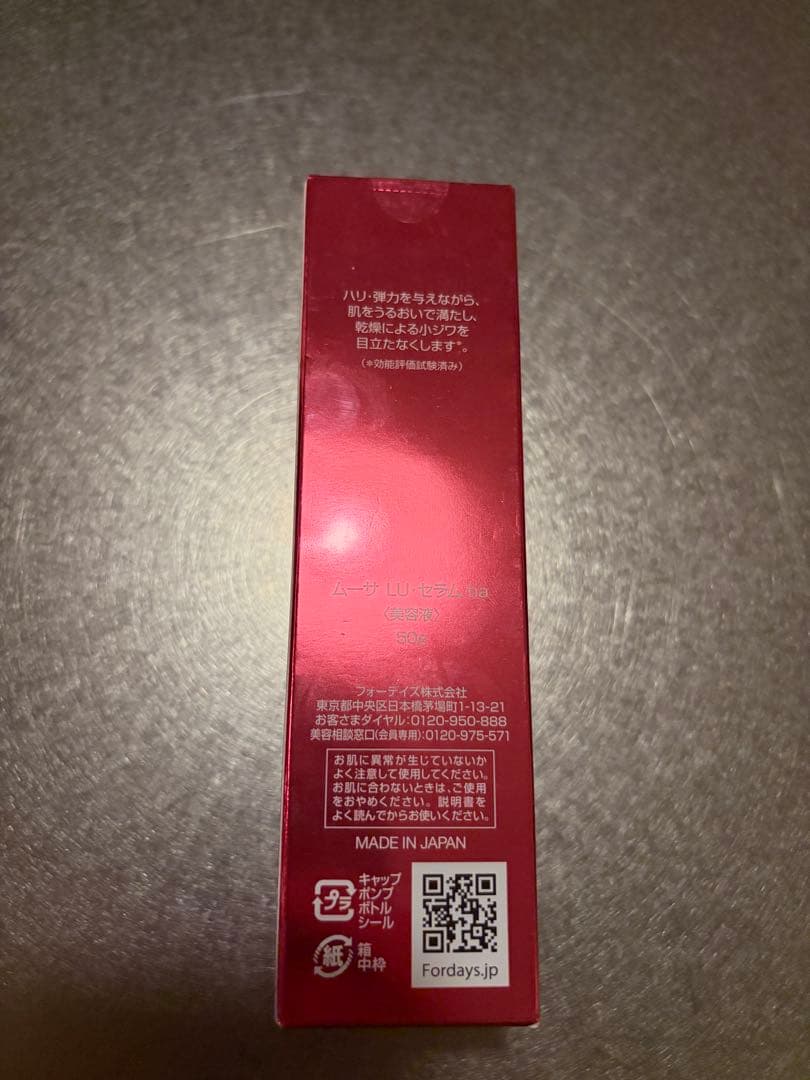 ハリ・弾力を与えながら、
肌をうるおいで満たし、
乾燥による小ジワを
目立たなくします*。
(*効能評価試験済み)
ムーサ LU・セラム ba
〈美容液〉
50g
フォーデイズ株式会社
東京都中央区日本橋茅場町1-13-21
お客さまダイヤル:0120-950-888
美容相談窓口(会員専用):0120-975-571
お肌に異常が生じていないか
よく注意して使用してください。
お肌に合わないときは、ご使用
をおやめください。説明書を
よく読んでからお使いください。
MADE IN JAPAN
プラ
キャップ
ポンプ
ボトル
シール
紙
箱
中枠
Fordays.jp